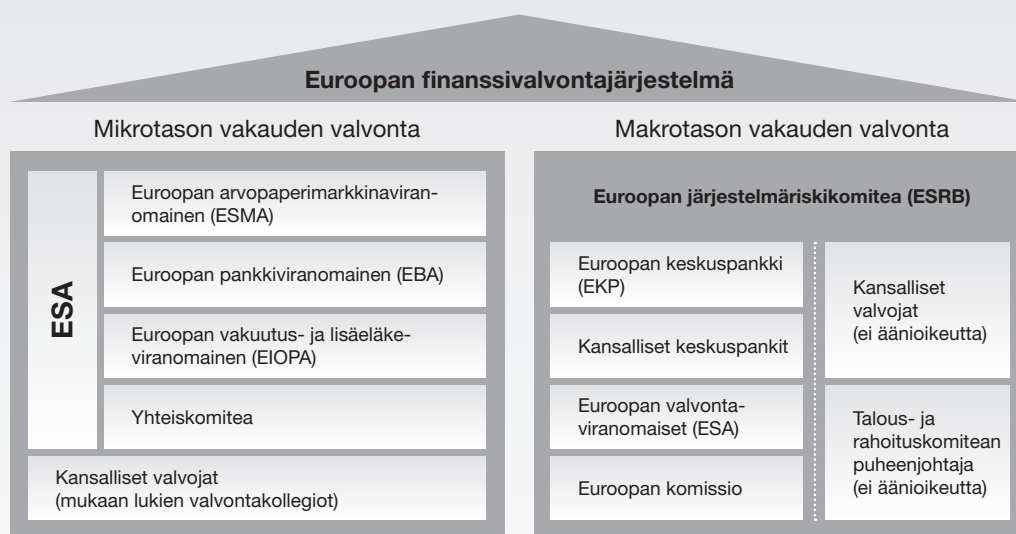 Euroopan finanssivalvontajärjestelmä
Mikrotason vakauden valvonta
ESA
Euroopan arvopaperimarkkinaviran-
omainen (ESMA)
Euroopan pankkiviranomainen (EBA)
Euroopan vakuutus- ja lisäeläke-
viranomainen (EIOPA)
Yhteiskomitea
Kansalliset valvojat
(mukaan lukien valvontakollegiot)
Makrotason vakauden valvonta
Euroopan järjestelmäriskikomitea (ESRB)
Euroopan keskuspankki
(EKP)
Kansalliset keskuspankit
Euroopan valvonta-
viranomaiset (ESA)
Euroopan komissio
Kansalliset
valvojat
(ei äänioikeutta)
Talous- ja
rahoituskomitean
puheenjohtaja
(ei äänioikeutta)